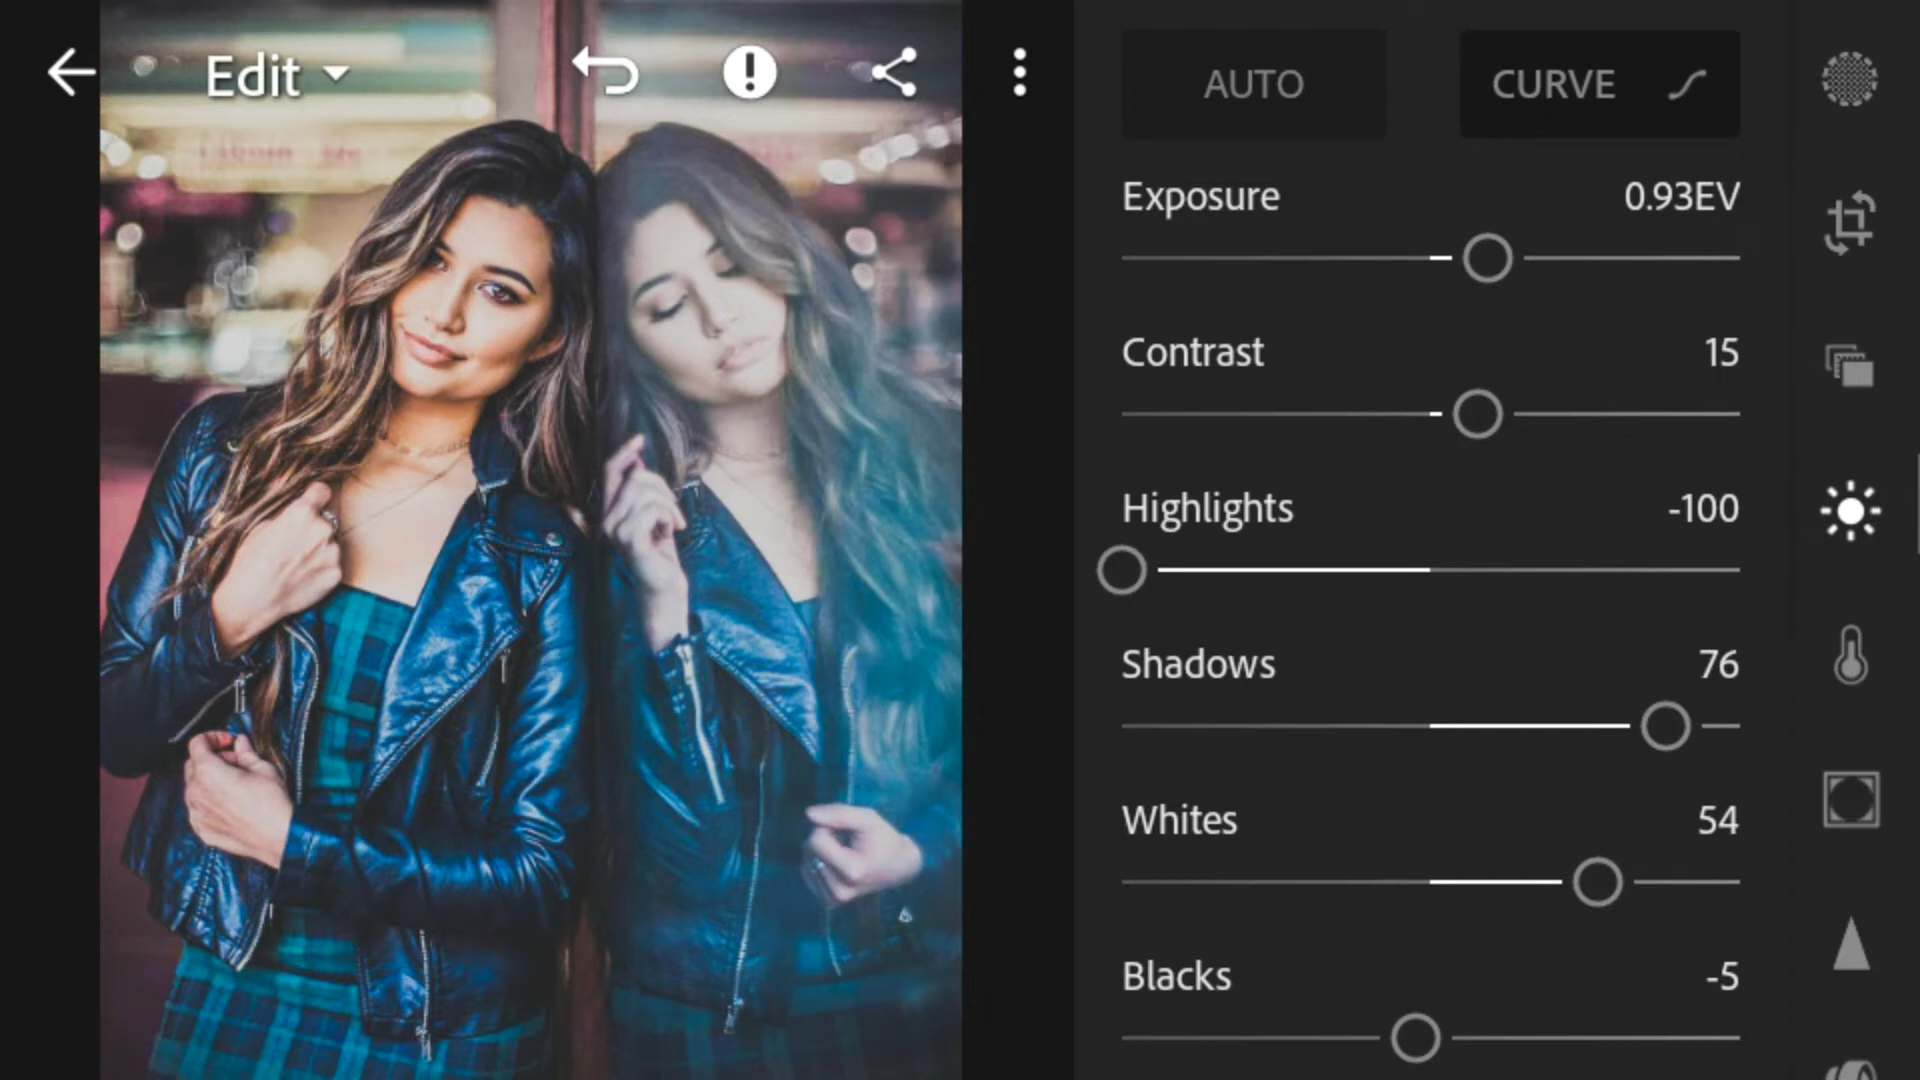 Edit
AUTO
CURVE
Exposure 0.93EV
Contrast 15
Highlights -100
Shadows 76
Whites 54
Blacks -5